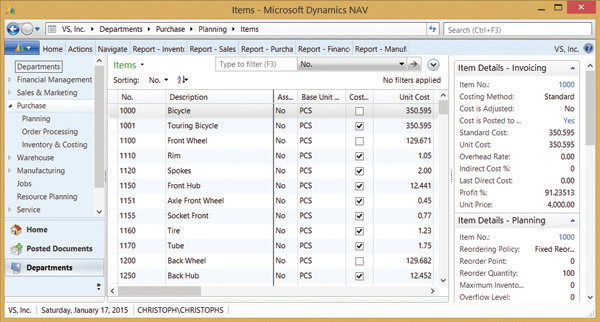 Items - Microsoft Dynamics NAV
VS, Inc. Departments Purchase Planning Items
Search (Ctrl+F3)
Home Actions Navigate Report - Invento Report - Sales Report - Purcha Report - Financ Report - Manuf VS, Inc.
Departments
Financial Management
Sales & Marketing
Purchase
Planning
Order Processing
Inventory & Costing
Warehouse
Manufacturing
Jobs
Resource Planning
Service
Home
Posted Documents
Departments
Items
Type to filter (F3) No.
Sorting: No. No filters applied
No. Description Ass... Base Unit ... Cost... Unit Cost
1000 Bicycle No PCS 350.595
1001 Touring Bicycle No PCS 350.595
1100 Front Wheel No PCS 129.671
1110 Rim No PCS 1.05
1120 Spokes No PCS 2.00
1150 Front Hub No PCS 12.441
1151 Axle Front Wheel No PCS 0.45
1155 Socket Front No PCS 0.77
1160 Tire No PCS 1.23
1170 Tube No PCS 1.75
1200 Back Wheel No PCS 129.682
1250 Back Hub No PCS 12.452
Item Details - Invoicing
Item No.: 1000
Costing Method: Standard
Cost is Adjusted: No
Cost is Posted to ... Yes
Standard Cost: 350.595
Unit Cost: 350.595
Overhead Rate: 0.00
Indirect Cost %: 0
Last Direct Cost: 0.00
Profit %: 91.23513
Unit Price: 4,000.00
Item Details - Planning
Item No.: 1000
Reordering Policy: Fixed Reor...
Reorder Point: 0
Reorder Quantity: 100
Maximum Invento... 0
Overflow Level: 0
VS, Inc. Saturday, January 17, 2015 CHRISTOPH\CHRISTOPHS